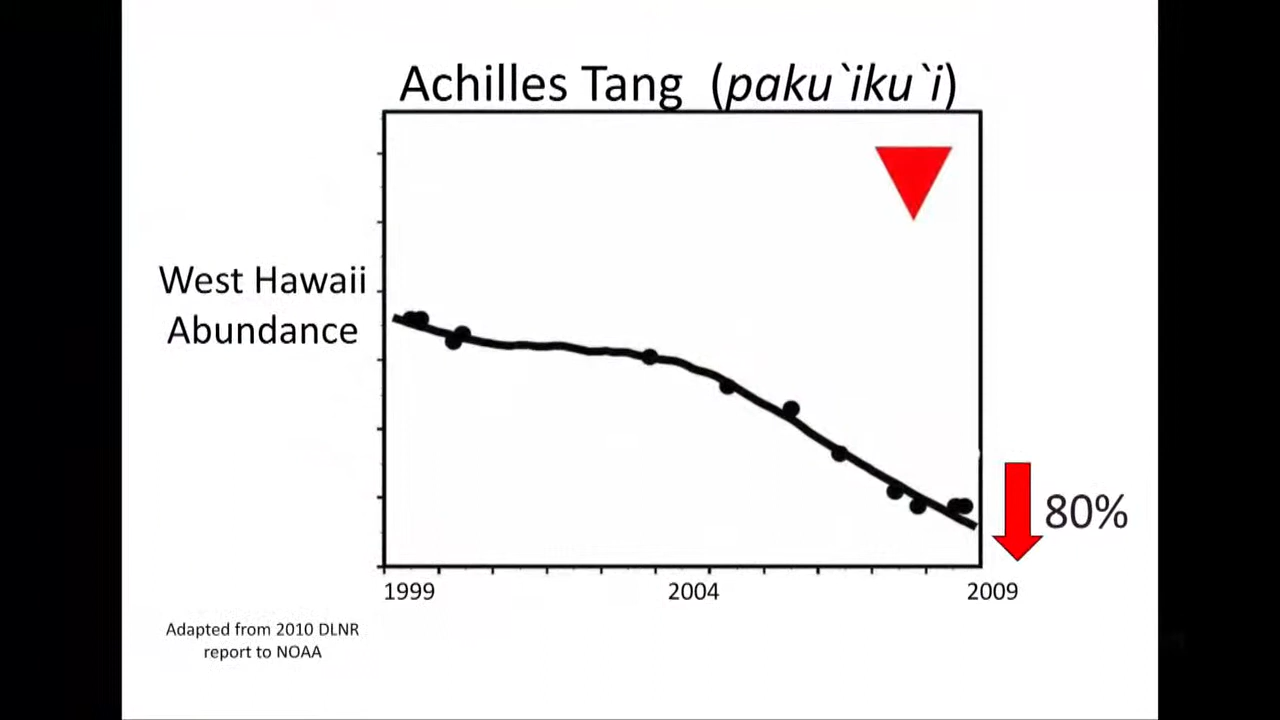 Achilles Tang (paku`iku`i)
West Hawaii
Abundance
80%
1999
2004
2009
Adapted from 2010 DLNR
report to NOAA